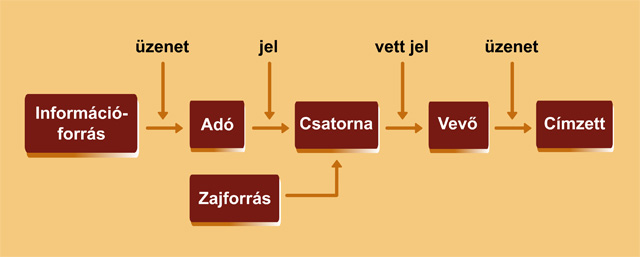 üzenet
jel
vett jel
üzenet
Információ-
forrás
Adó
Csatorna
Vevő
Címzett
Zajforrás